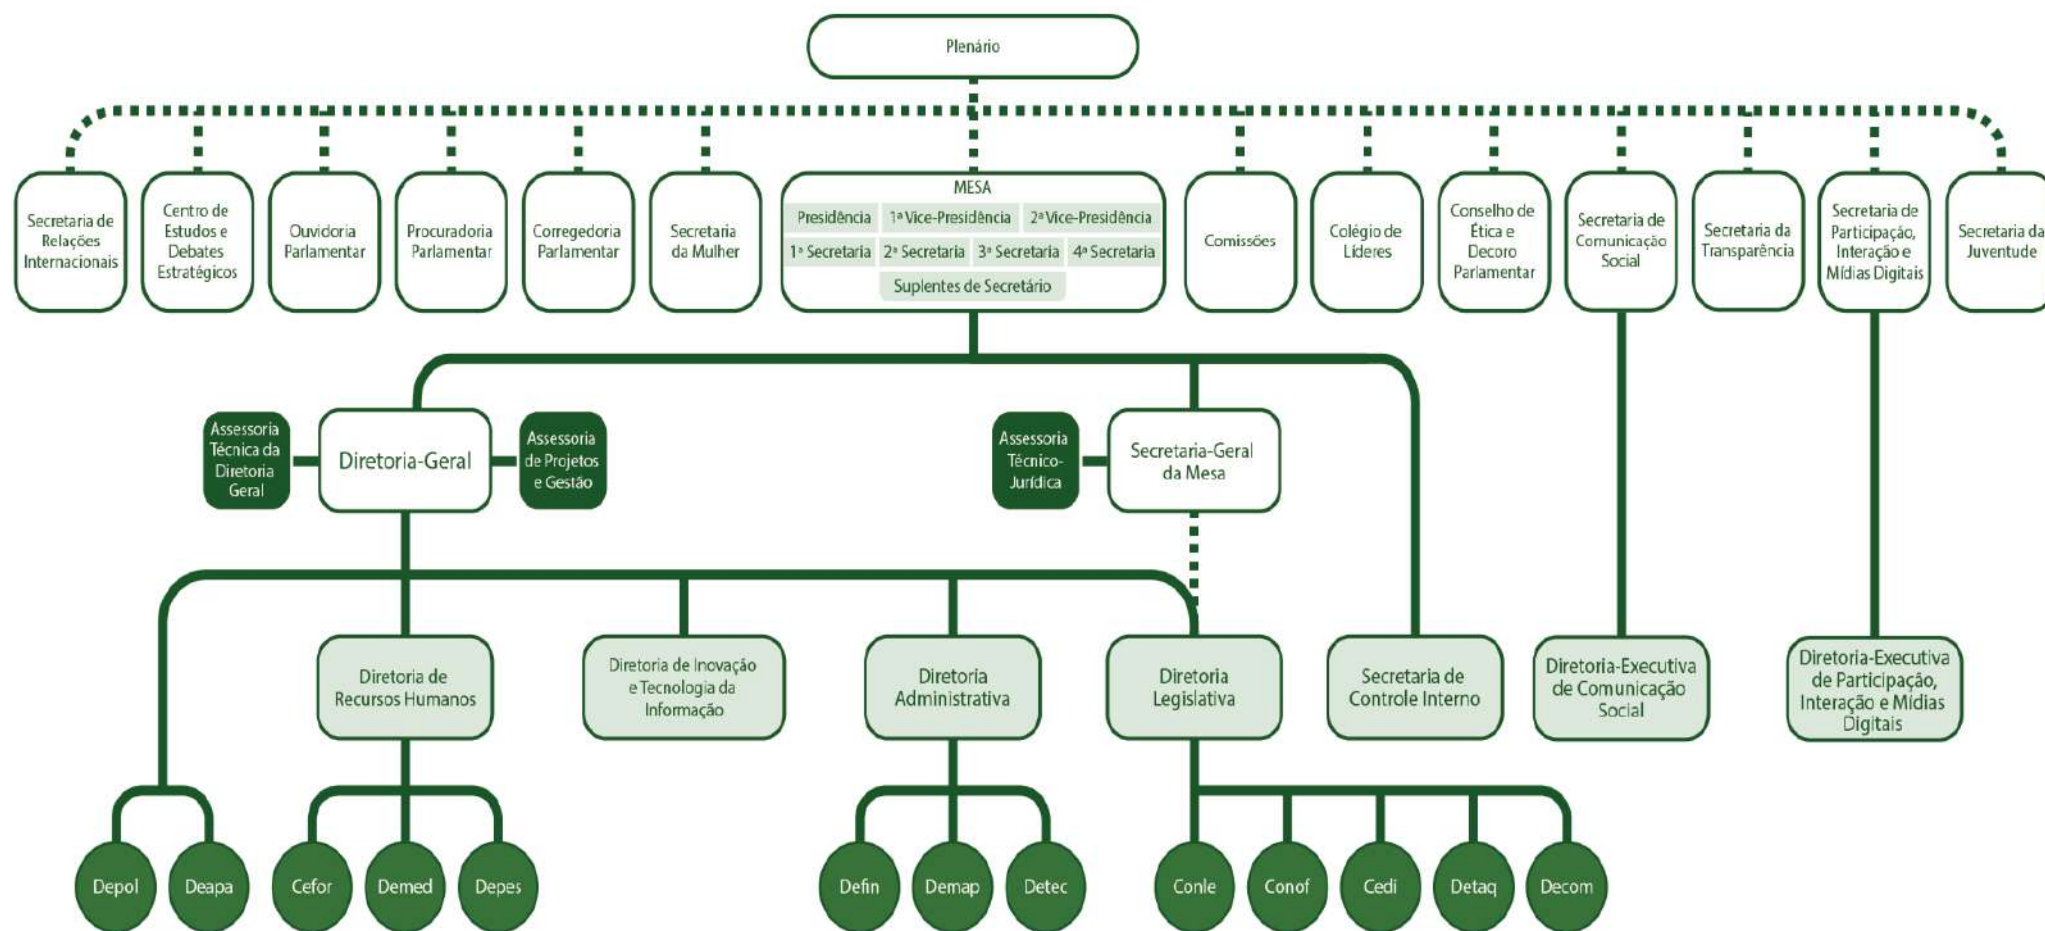 Plenário
Secretaria de
Relações
Internacionais
Centro de
Estudos e
Debates
Estratégicos
Ouvidoria
Parlamentar
Procuradoria
Parlamentar
Corregedoria
Parlamentar
Secretaria
da Mulher
MESA
Presidência
1ª Vice-Presidência
2ª Vice-Presidência
1ª Secretaria
2ª Secretaria
3ª Secretaria
4ª Secretaria
Suplentes de Secretário
Comissões
Colégio de
Líderes
Conselho de
Ética e
Decoro
Parlamentar
Secretaria de
Comunicação
Social
Secretaria da
Transparência
Secretaria de
Participação,
Interação e
Mídias Digitais
Secretaria da
Juventude
Assessoria
Técnica da
Diretoria
Geral
Diretoria-Geral
Assessoria
de Projetos
e Gestão
Assessoria
Técnico-
Jurídica
Secretaria-Geral
da Mesa
Diretoria de
Recursos Humanos
Diretoria de Inovação
e Tecnologia da
Informação
Diretoria
Administrativa
Diretoria
Legislativa
Secretaria de
Controle Interno
Diretoria-Executiva
de Comunicação
Social
Diretoria-Executiva
de Participação,
Interação e Mídias
Digitais
Depol
Deapa
Cefor
Demed
Depes
Defin
Demap
Detec
Conle
Conof
Cedi
Detaq
Decom